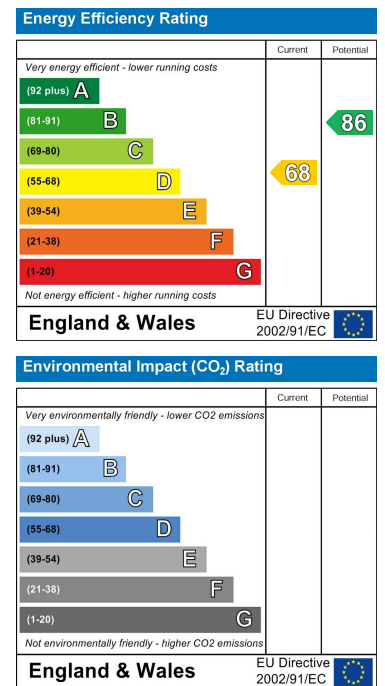 Energy Efficiency Rating
Current Potential
Very energy efficient - lower running costs
(92 plus) A
(81-91) B
86
(69-80) C
(55-68) D
68
(39-54) E
(21-38) F
(1-20) G
Not energy efficient - higher running costs
England & Wales
EU Directive
2002/91/EC
Environmental Impact (CO₂) Rating
Current Potential
Very environmentally friendly - lower CO2 emissions
(92 plus) A
(81-91) B
(69-80) C
(55-68) D
(39-54) E
(21-38) F
(1-20) G
Not environmentally friendly - higher CO2 emissions
England & Wales
EU Directive
2002/91/EC